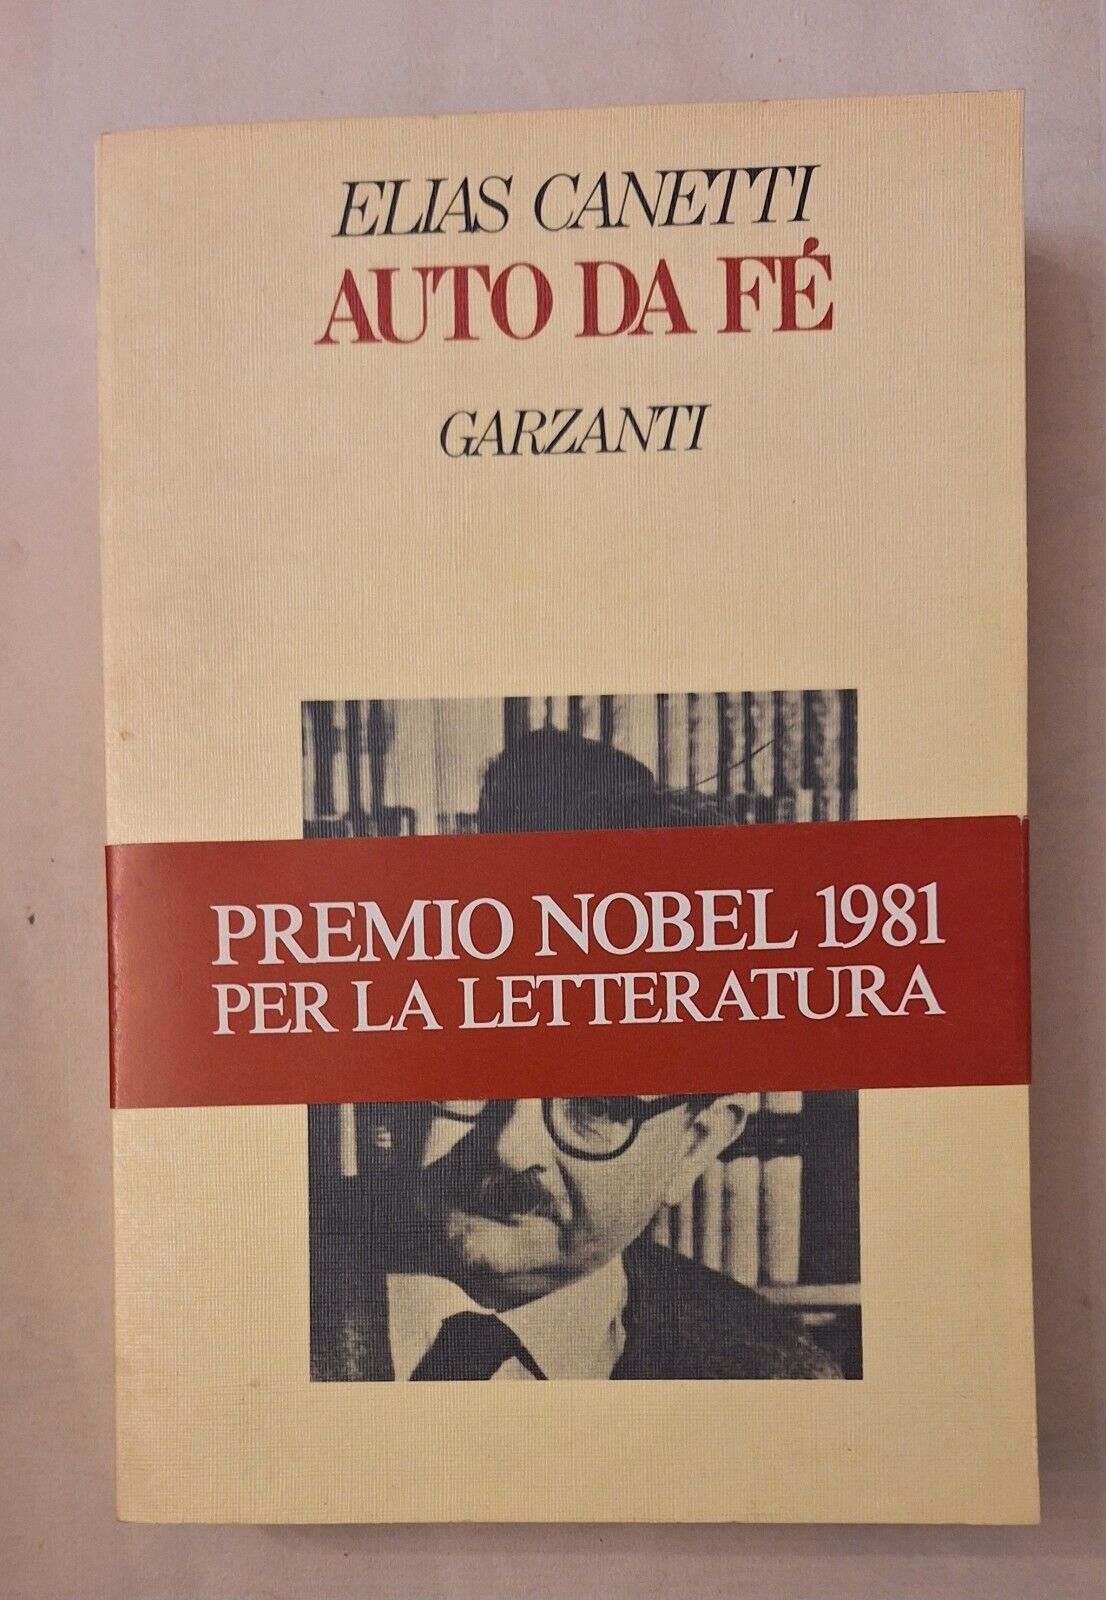 ELIAS CANETTI
AUTO DA FÉ
GARZANTI
PREMIO NOBEL 1981
PER LA LETTERATURA